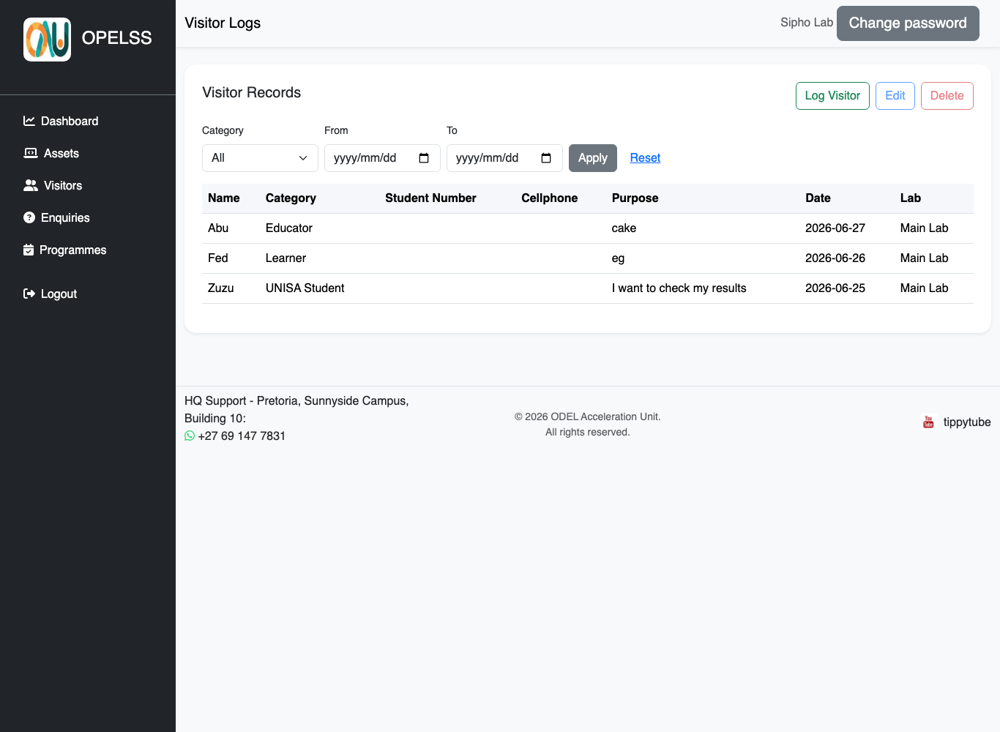 OPELSS
Dashboard
Assets
Visitors
Enquiries
Programmes
Logout
Visitor Logs
Sipho Lab Change password
Visitor Records
Log Visitor Edit Delete
Category From To
All yyyy/mm/dd yyyy/mm/dd Apply Reset
Name Category Student Number Cellphone Purpose Date Lab
Abu Educator cake 2026-06-27 Main Lab
Fed Learner eg 2026-06-26 Main Lab
Zuzu UNISA Student I want to check my results 2026-06-25 Main Lab
HQ Support - Pretoria, Sunnyside Campus,
Building 10:
+27 69 147 7831
© 2026 ODEL Acceleration Unit.
All rights reserved.
You
Tube
tippytube